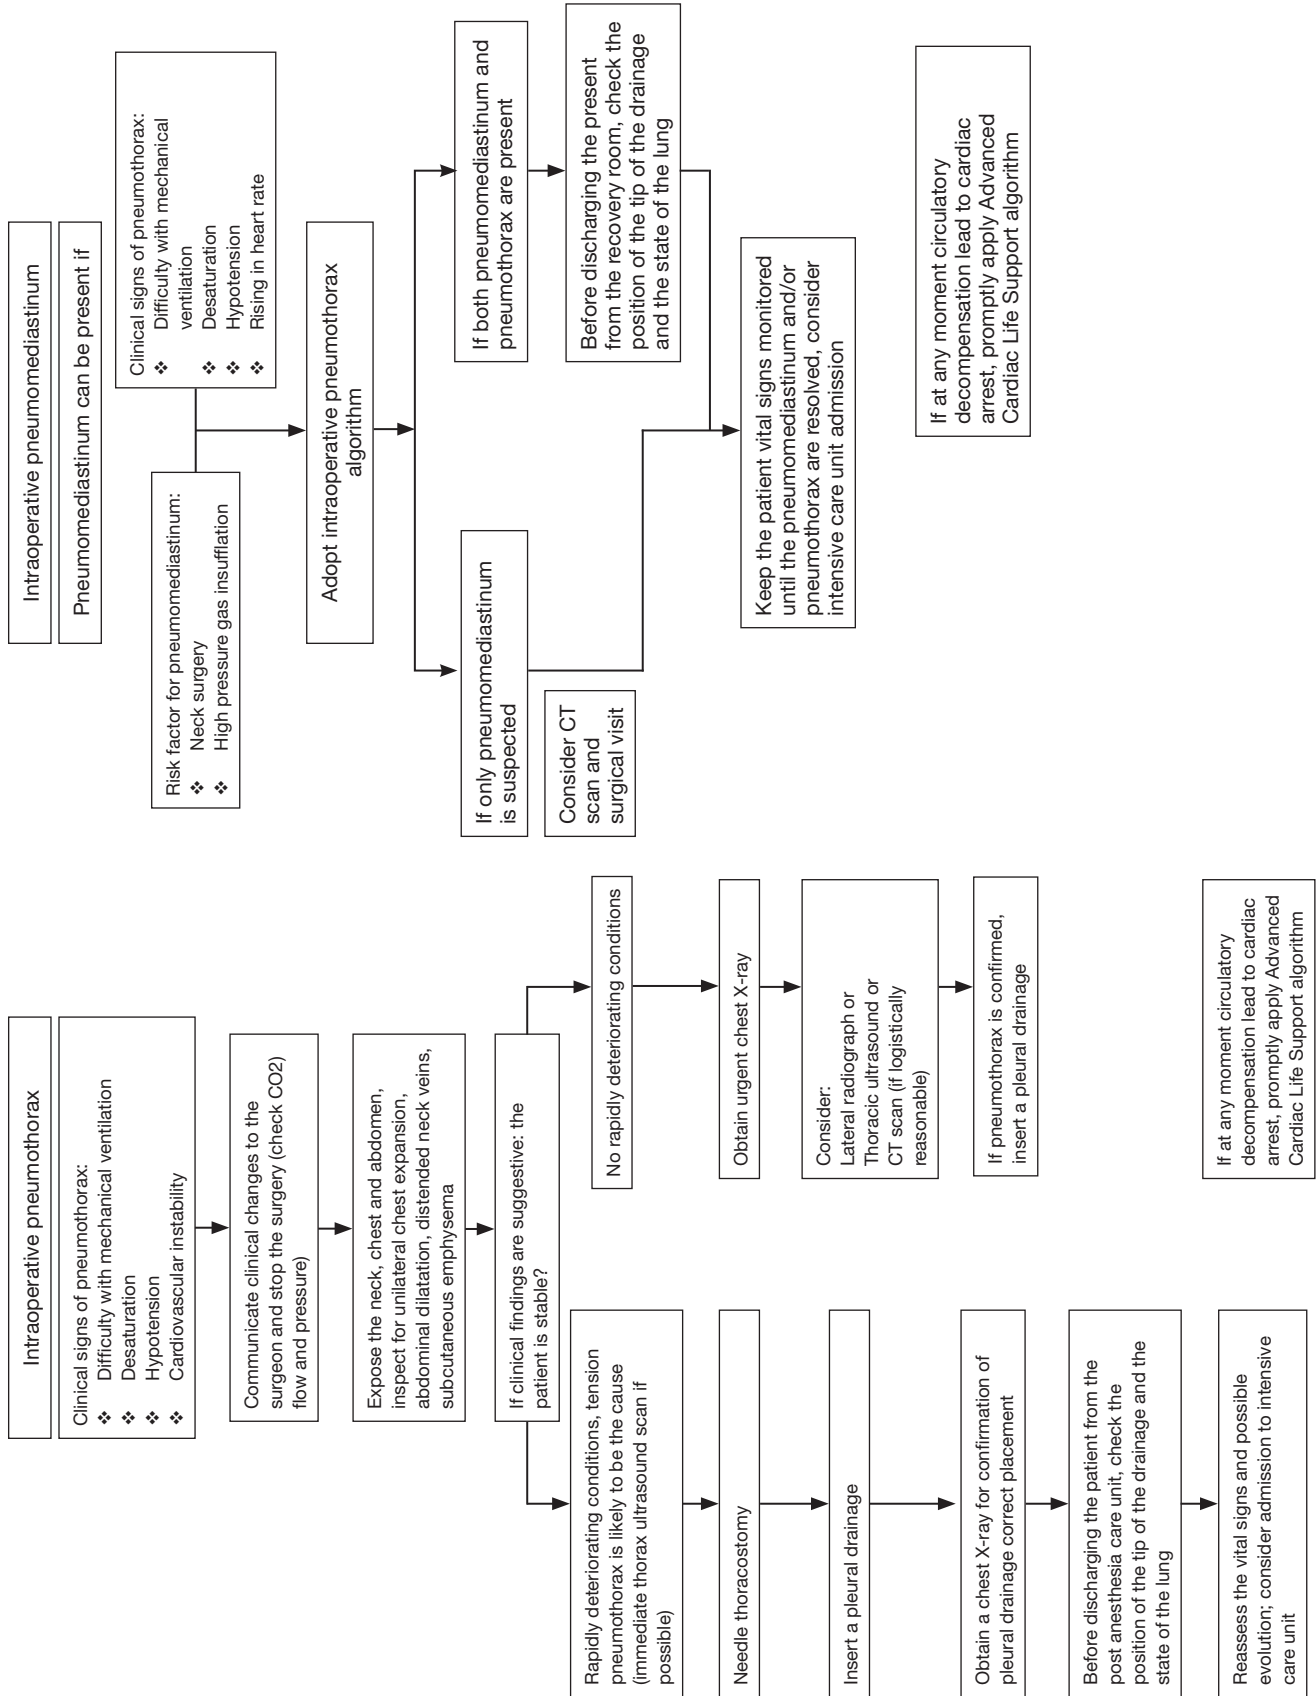 Intraoperative pneumothorax
Clinical signs of pneumothorax:
❖ Difficulty with mechanical ventilation
❖ Desaturation
❖ Hypotension
❖ Cardiovascular instability
Communicate clinical changes to the
surgeon and stop the surgery (check CO2)
flow and pressure)
Expose the neck, chest and abdomen,
inspect for unilateral chest expansion,
abdominal dilatation, distended neck veins,
subcutaneous emphysema
If clinical findings are suggestive: the
patient is stable?
Rapidly deteriorating conditions, tension
pneumothorax is likely to be the cause
(immediate thorax ultrasound scan if
possible)
Needle thoracostomy
Insert a pleural drainage
Obtain a chest X-ray for confirmation of
pleural drainage correct placement
Before discharging the patient from the
post anesthesia care unit, check the
position of the tip of the drainage and the
state of the lung
Reassess the vital signs and possible
evolution; consider admission to intensive
care unit
No rapidly deteriorating conditions
Obtain urgent chest X-ray
Consider:
Lateral radiograph or
Thoracic ultrasound or
CT scan (if logistically
reasonable)
If pneumothorax is confirmed,
insert a pleural drainage
If at any moment circulatory
decompensation lead to cardiac
arrest, promptly apply Advanced
Cardiac Life Support algorithm
Intraoperative pneumomediastinum
Pneumomediastinum can be present if
Risk factor for pneumomediastinum:
❖ Neck surgery
❖ High pressure gas insufflation
Clinical signs of pneumothorax:
❖ Difficulty with mechanical
ventilation
❖ Desaturation
❖ Hypotension
❖ Rising in heart rate
Adopt intraoperative pneumothorax
algorithm
If only pneumomediastinum
is suspected
Consider CT
scan and
surgical visit
If both pneumomediastinum and
pneumothorax are present
Before discharging the present
from the recovery room, check the
position of the tip of the drainage
and the state of the lung
Keep the patient vital signs monitored
until the pneumomediastinum and/or
pneumothorax are resolved, consider
intensive care unit admission
If at any moment circulatory
decompensation lead to cardiac
arrest, promptly apply Advanced
Cardiac Life Support algorithm